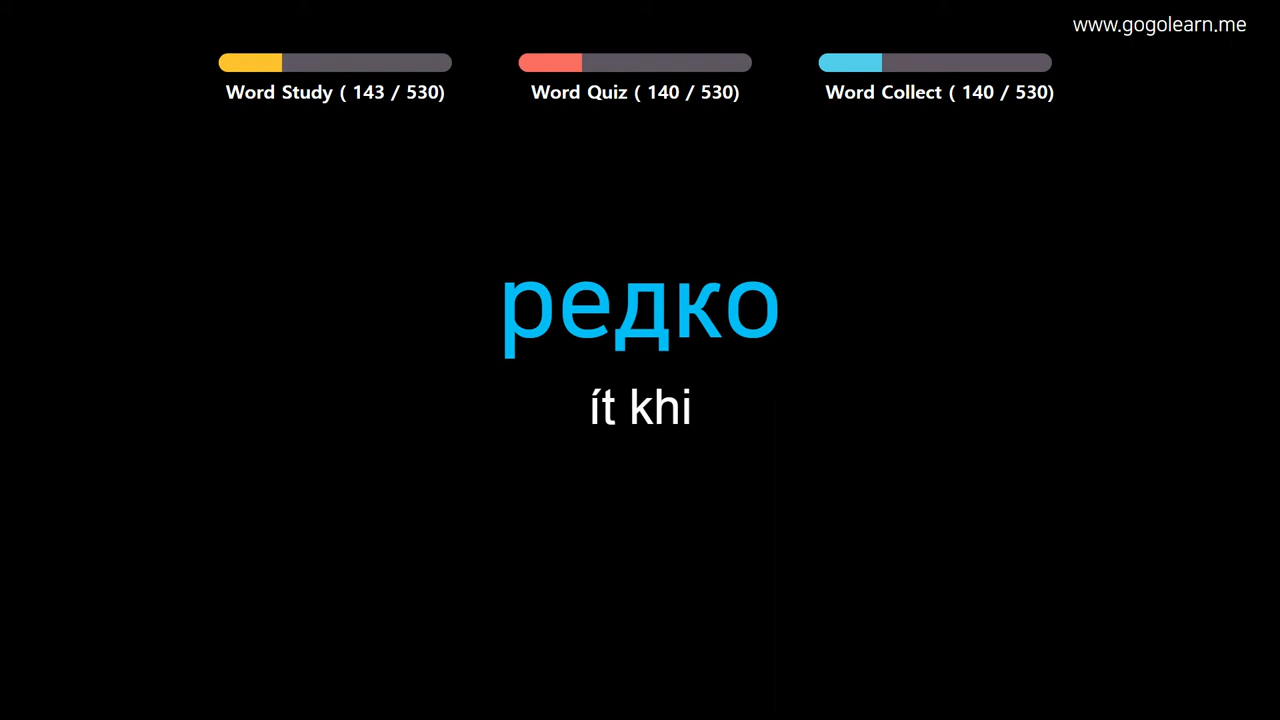 www.gogolearn.me
Word Study ( 143 / 530)
Word Quiz ( 140 / 530)
Word Collect ( 140 / 530)
редко
ít khi